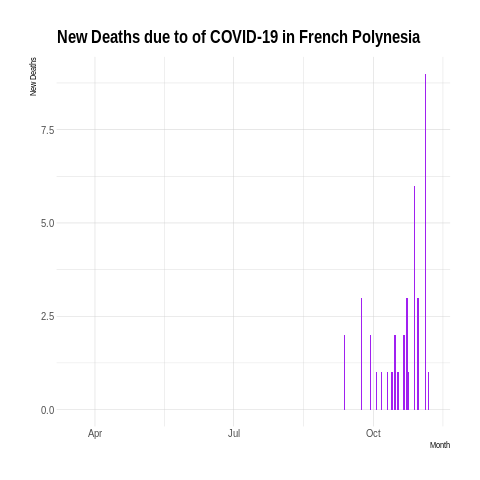 New Deaths due to of COVID-19 in French Polynesia
New Deaths
7.5
5.0
2.5
0.0
Apr Jul Oct
Month